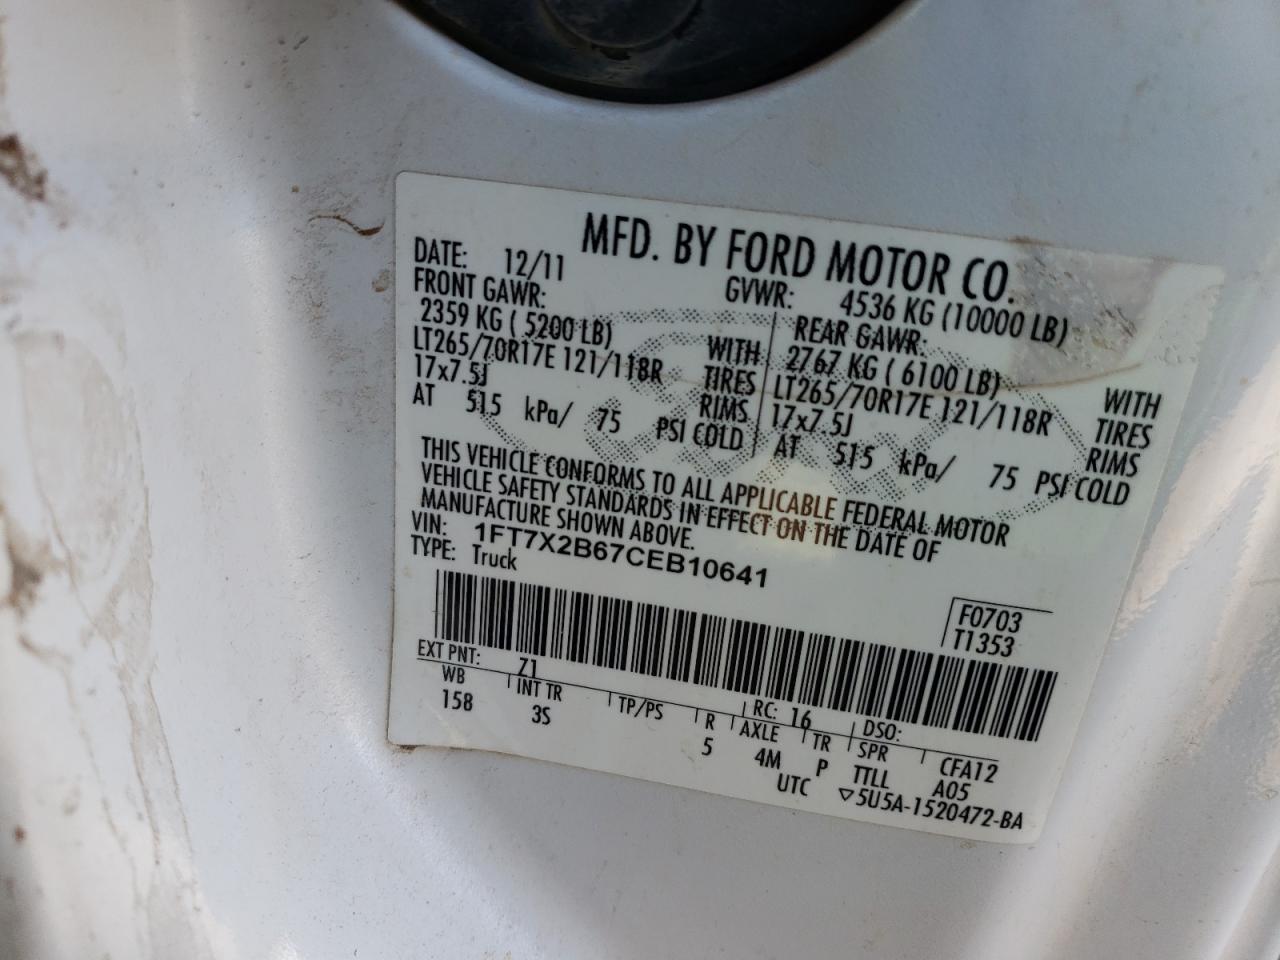 MFD. BY FORD MOTOR CO.
DATE: 12/11 GVWR: 4536 KG (10000 LB)
FRONT GAWR: REAR GAWR:
2359 KG ( 5200 LB) WITH 2767 KG ( 6100 LB) WITH
LT265/70R17E 121/118R TIRES LT265/70R17E 121/118R TIRES
17x7.5J RIMS 17x7.5J RIMS
AT 515 kPa/ 75 PSI COLD AT 515 kPa/ 75 PSI COLD
THIS VEHICLE CONFORMS TO ALL APPLICABLE FEDERAL MOTOR
VEHICLE SAFETY STANDARDS IN EFFECT ON THE DATE OF
MANUFACTURE SHOWN ABOVE.
VIN: 1FT7X2B67CEB10641
TYPE: Truck
F0703
T1353
EXT PNT: Z1 RC: 16 DSO:
WB INT TR TP/PS R AXLE TR SPR CFA12
158 3S 5 4M P TTLL A05
UTC ▽5U5A-1520472-BA